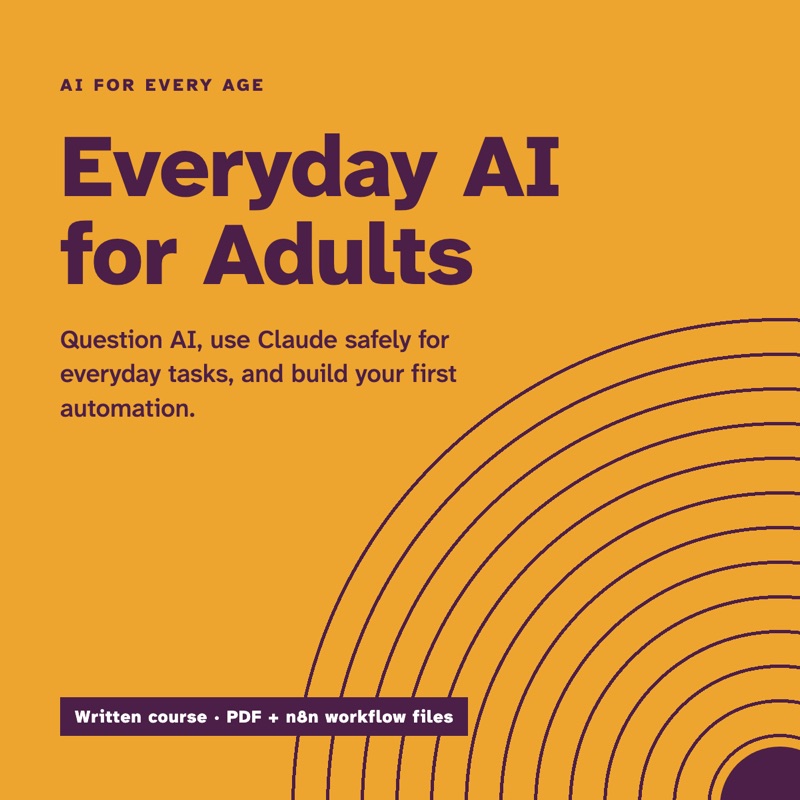 AI FOR EVERY AGE
Everyday AI
for Adults
Question AI, use Claude safely for
everyday tasks, and build your first
automation.
Written course · PDF + n8n workflow files